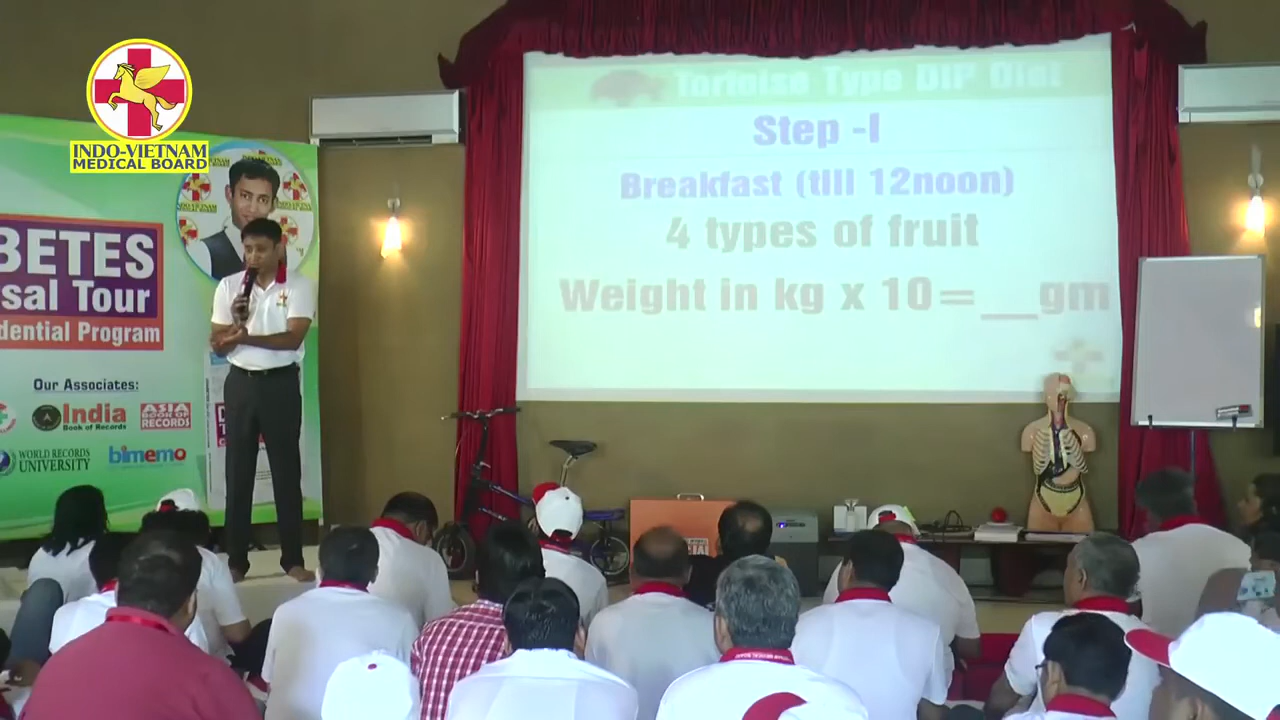 INDO-VIETNAM
MEDICAL BOARD
Tortoise Type DIP Diet
Step -I
Breakfast (till 12noon)
4 types of fruit
Weight in kg x 10=__gm
BETES
sal Tour
dential Program
Our Associates:
India
Book of Records
ASIA
BOOK OF
RECORDS
WORLD RECORDS
UNIVERSITY
bimemo